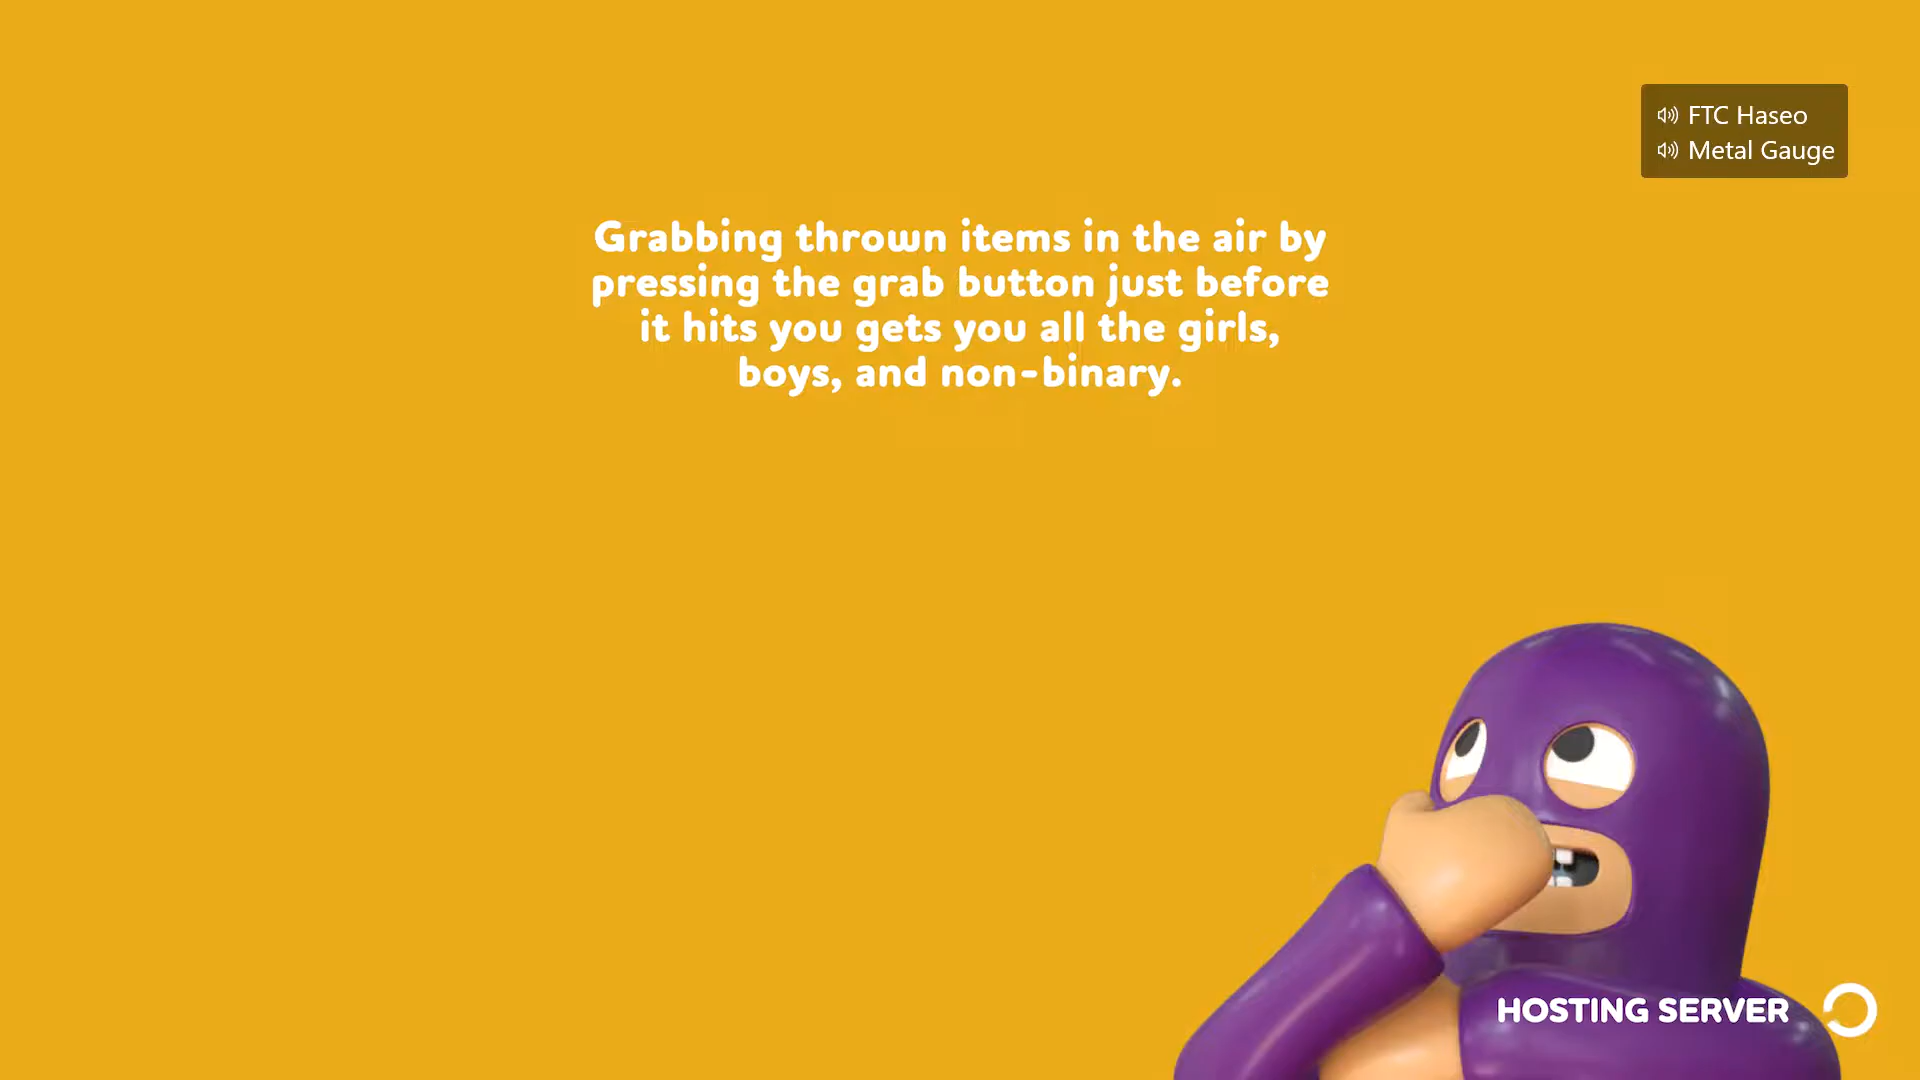 FTC Haseo
Metal Gauge
Grabbing thrown items in the air by
pressing the grab button just before
it hits you gets you all the girls,
boys, and non-binary.
HOSTING SERVER